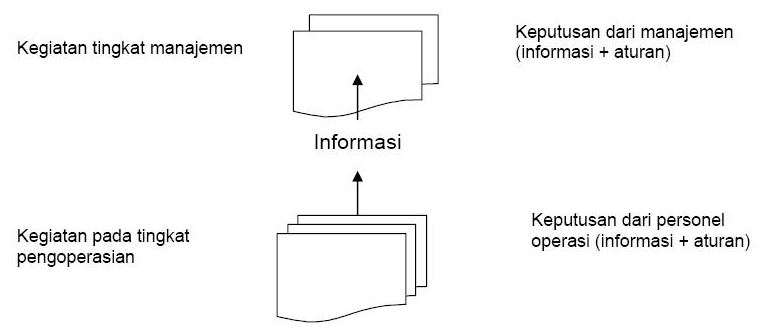 Kegiatan tingkat manajemen
Keputusan dari manajemen
(informasi + aturan)
Informasi
Kegiatan pada tingkat
pengoperasian
Keputusan dari personel
operasi (informasi + aturan)